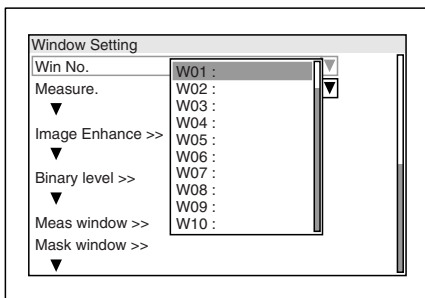 Window Setting
Win No.
W01 :
Measure.
W02 :
W03 :
W04 :
Image Enhance >>
W05 :
W06 :
Binary level >>
W07 :
W08 :
W09 :
Meas window >>
W10 :
Mask window >>